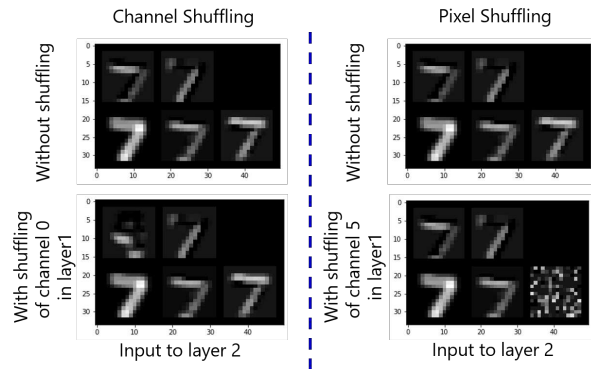 Channel Shuffling
Pixel Shuffling
Without shuffling
0
5
10
15
20
25
30
0 10 20 30 40
Without shuffling
0
5
10
15
20
25
30
0 10 20 30 40
With shuffling
of channel 0
in layer1
0
5
10
15
20
25
30
0 10 20 30 40
With shuffling
of channel 5
in layer1
0
5
10
15
20
25
30
0 10 20 30 40
Input to layer 2
Input to layer 2